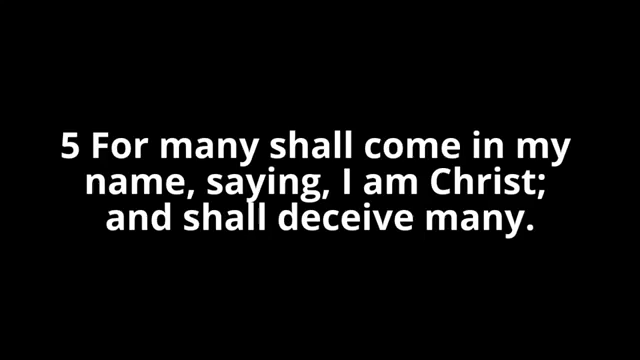 5 For many shall come in my
name, saying, I am Christ;
and shall deceive many.